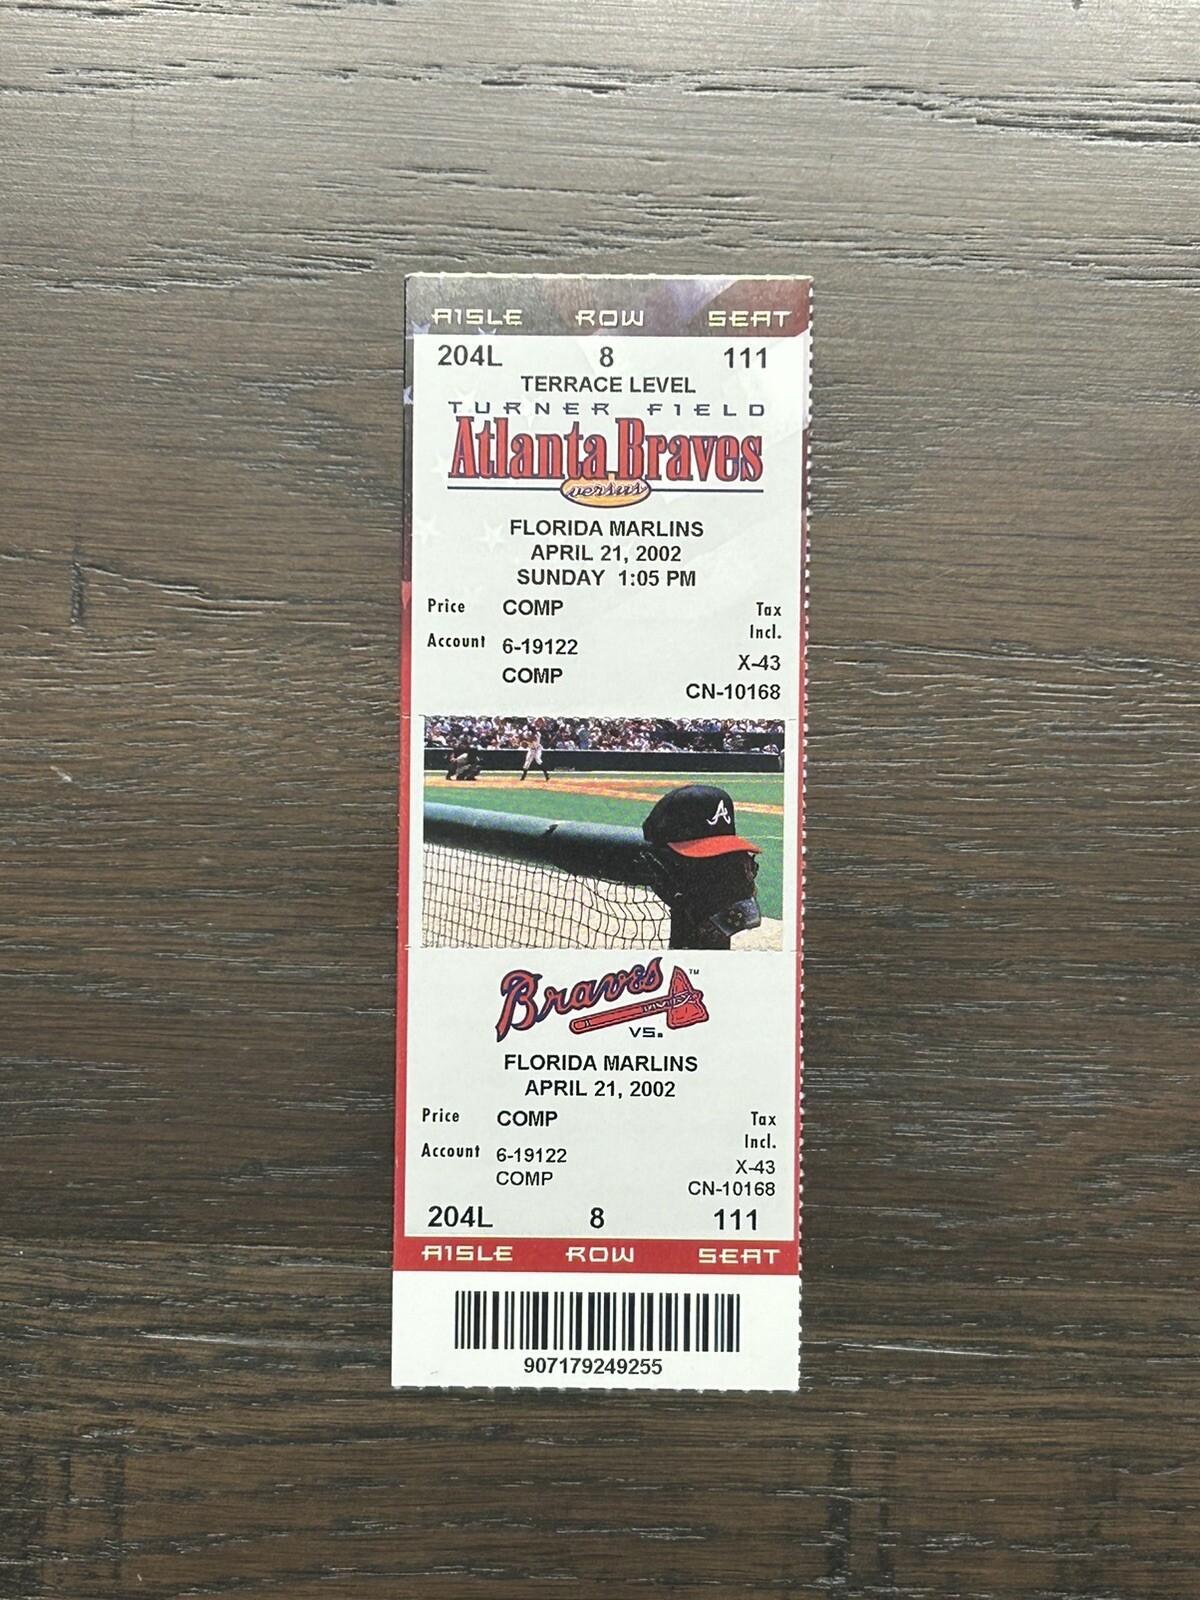 AISLE ROW SEAT
204L 8 111
TERRACE LEVEL
TURNER FIELD
Atlanta Braves
versus
FLORIDA MARLINS
APRIL 21, 2002
SUNDAY 1:05 PM
Price COMP Tax
Incl.
Account 6-19122
COMP X-43
CN-10168
A
Braves TM
VS.
FLORIDA MARLINS
APRIL 21, 2002
Price COMP Tax
Incl.
Account 6-19122
COMP X-43
CN-10168
204L 8 111
AISLE ROW SEAT
907179249255